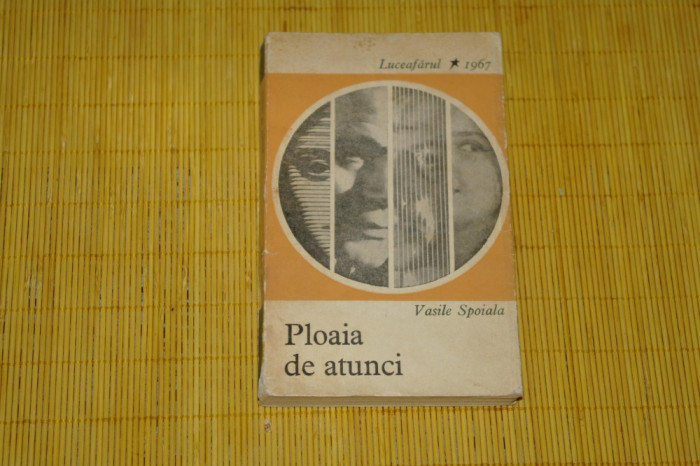 Luceafărul ★ 1967
Vasile Spoiala
Ploaia
de atunci